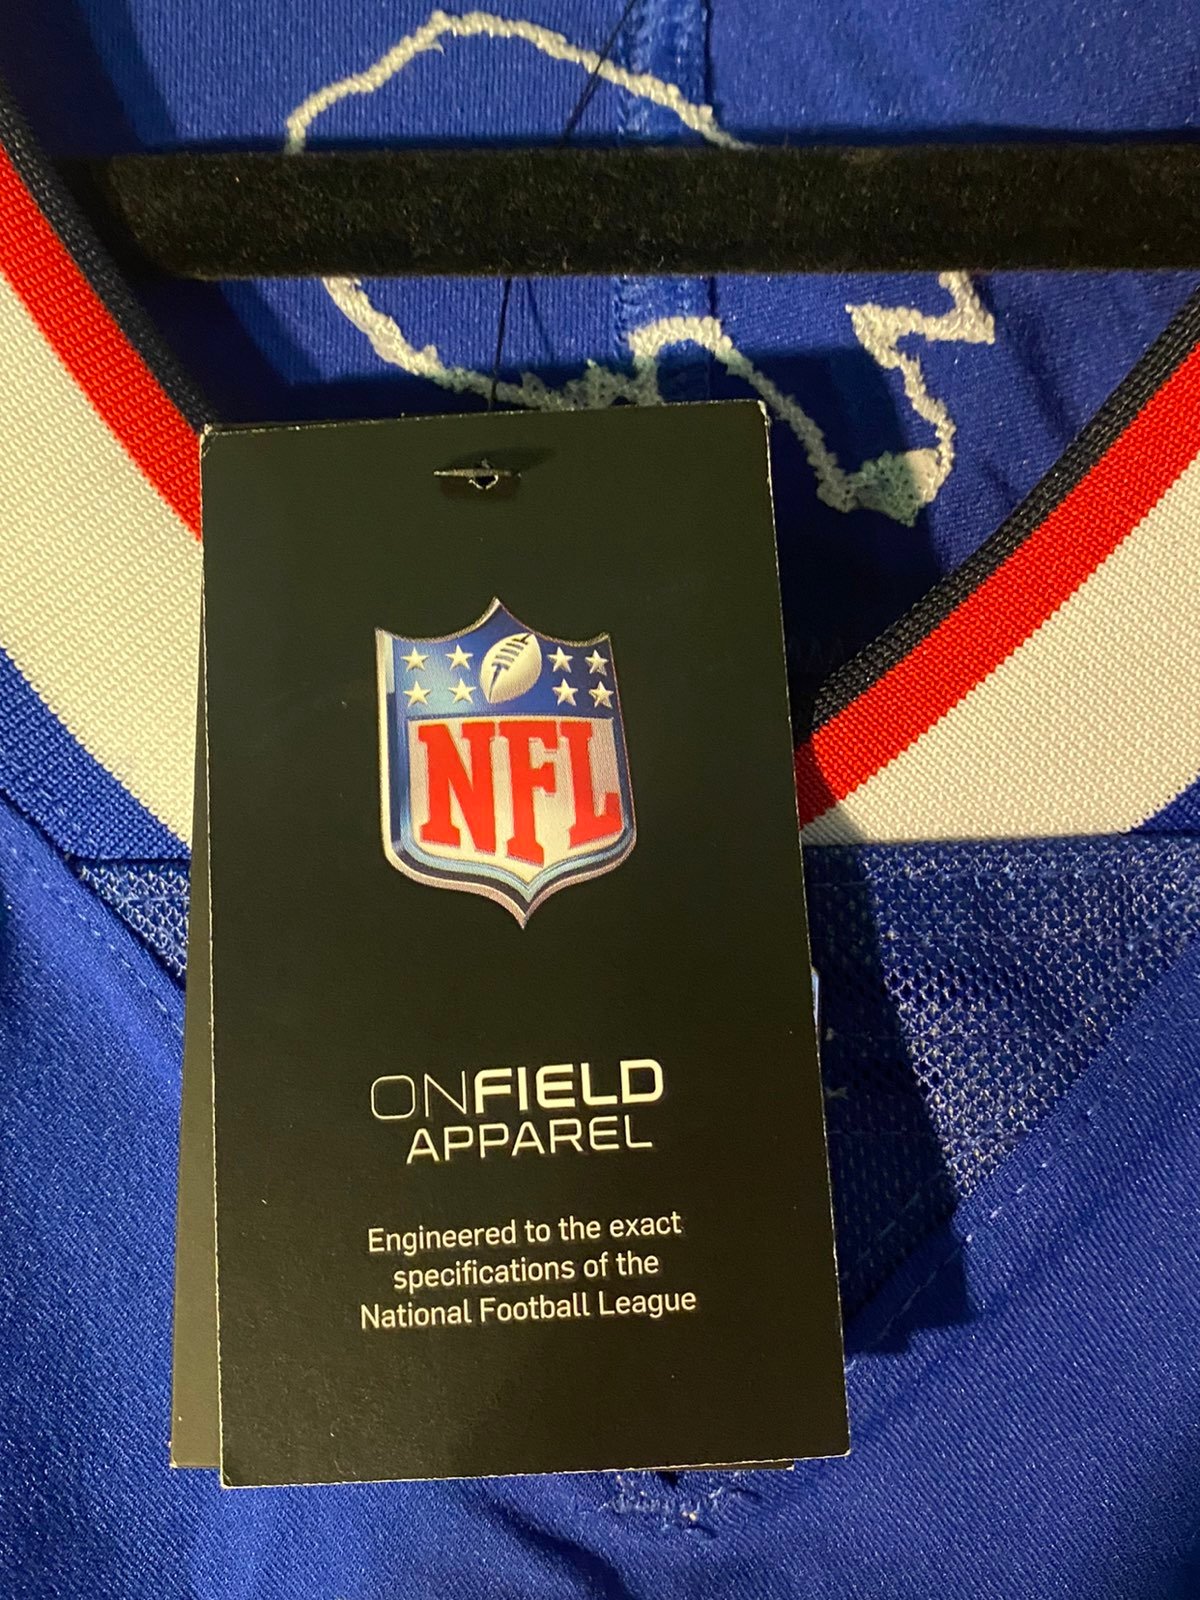 NFL
ONFIELD
APPAREL
Engineered to the exact
specifications of the
National Football League